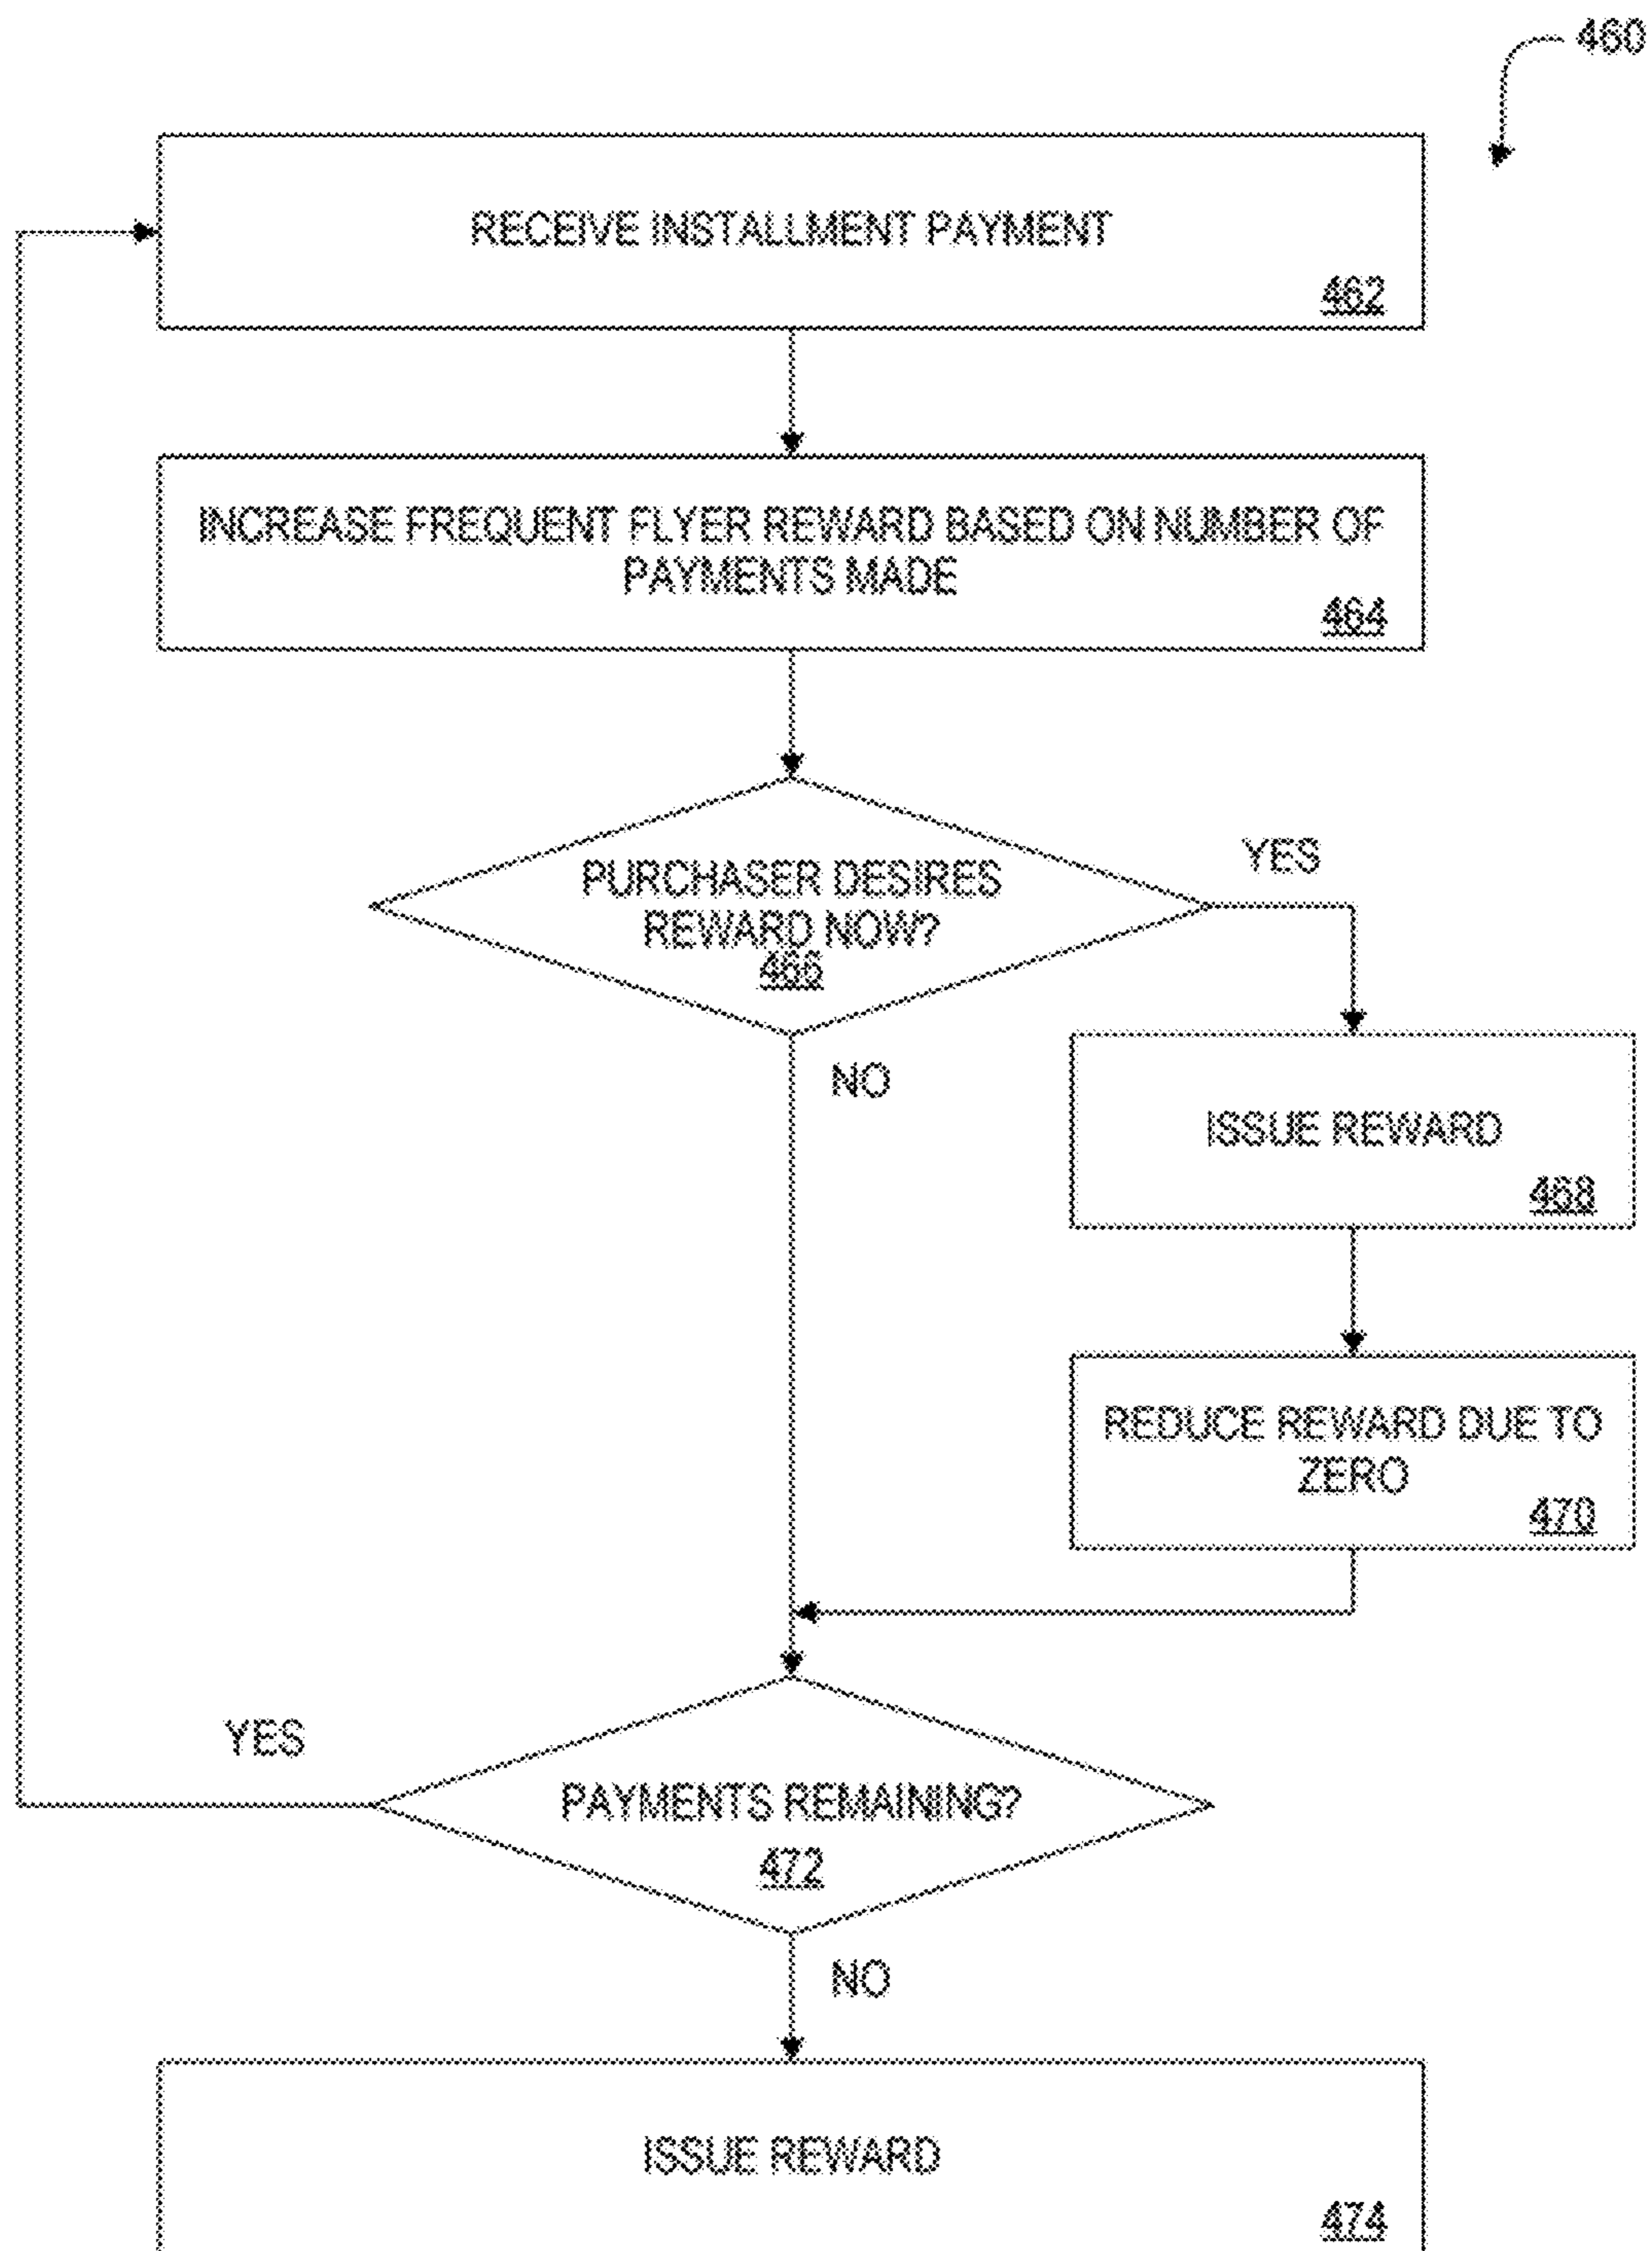 460
RECEIVE INSTALLMENT PAYMENT
462
INCREASE FREQUENT FLYER REWARD BASED ON NUMBER OF
PAYMENTS MADE
464
PURCHASER DESIRES
REWARD NOW?
466
YES
NO
ISSUE REWARD
468
REDUCE REWARD DUE TO
ZERO
470
YES
PAYMENTS REMAINING?
472
NO
ISSUE REWARD
474